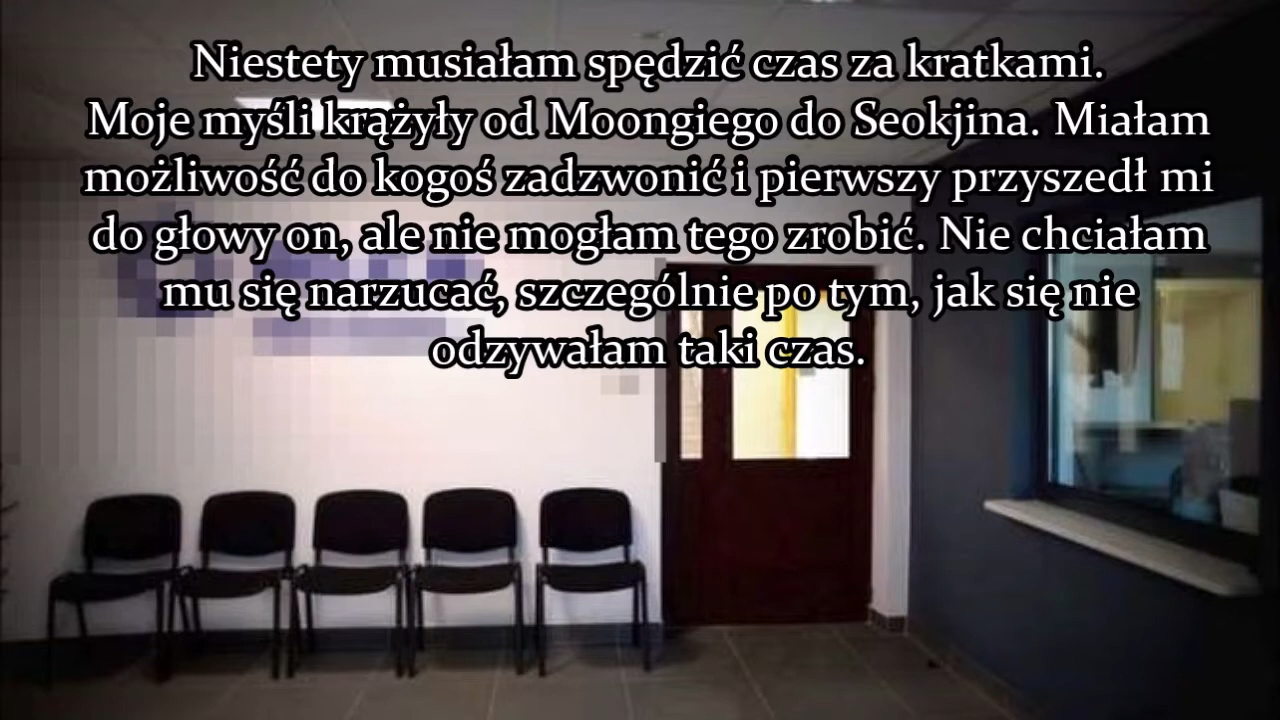 Niestety musiałam spędzić czas za kratkami.
Moje myśli krążyły od Moongiego do Seokjina. Miałam
możliwość do kogoś zadzwonić i pierwszy przyszedł mi
do głowy on, ale nie mogłam tego zrobić. Nie chciałam
mu się narzucać, szczególnie po tym, jak się nie
odzywałam taki czas.